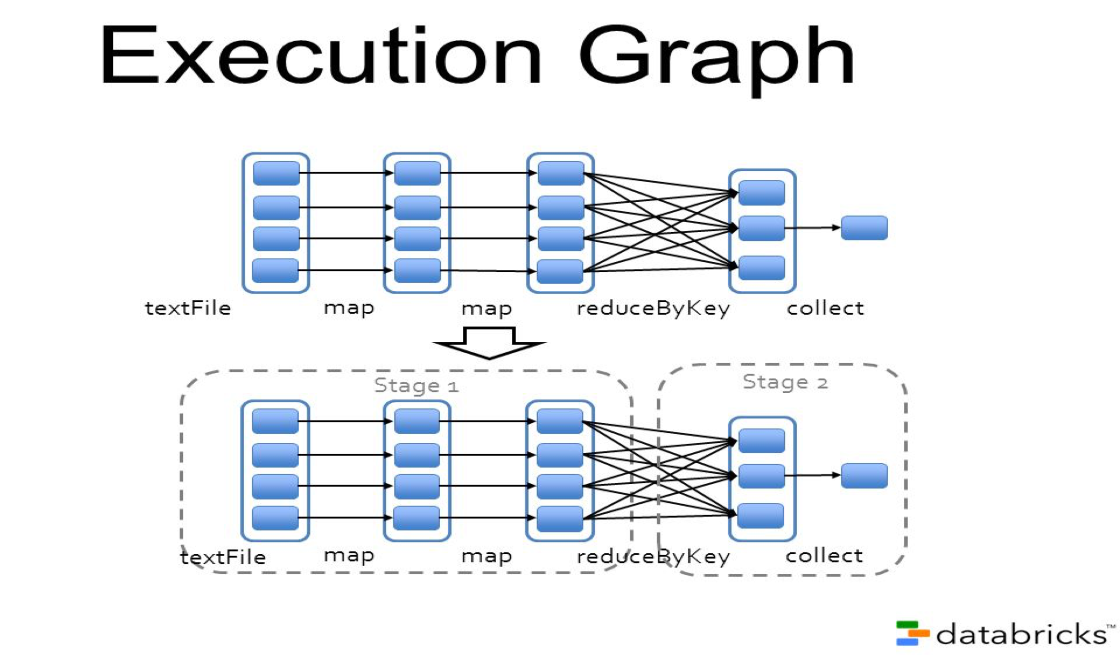 Execution Graph
textFile map map reduceByKey collect
Stage 1 Stage 2
textFile map map reduceByKey collect
databricks™